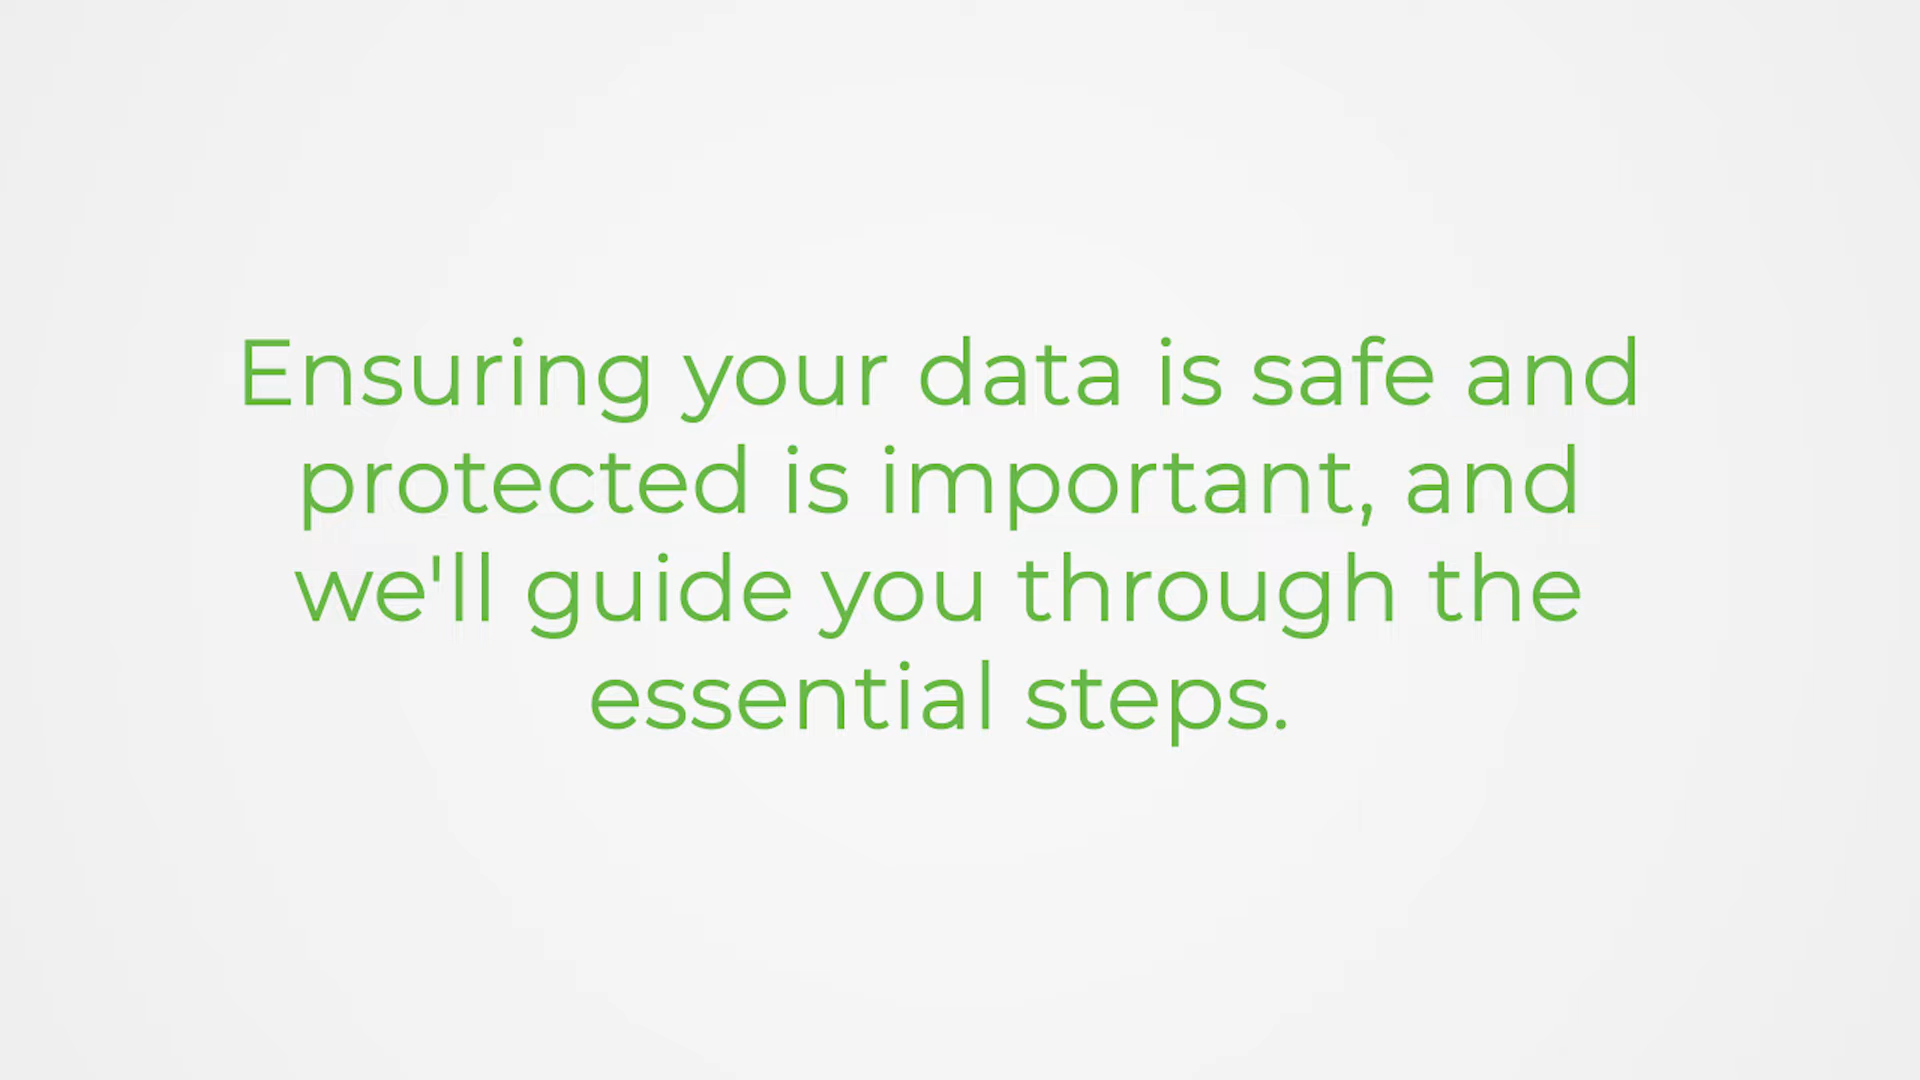 Ensuring your data is safe and
protected is important, and
we'll guide you through the
essential steps.